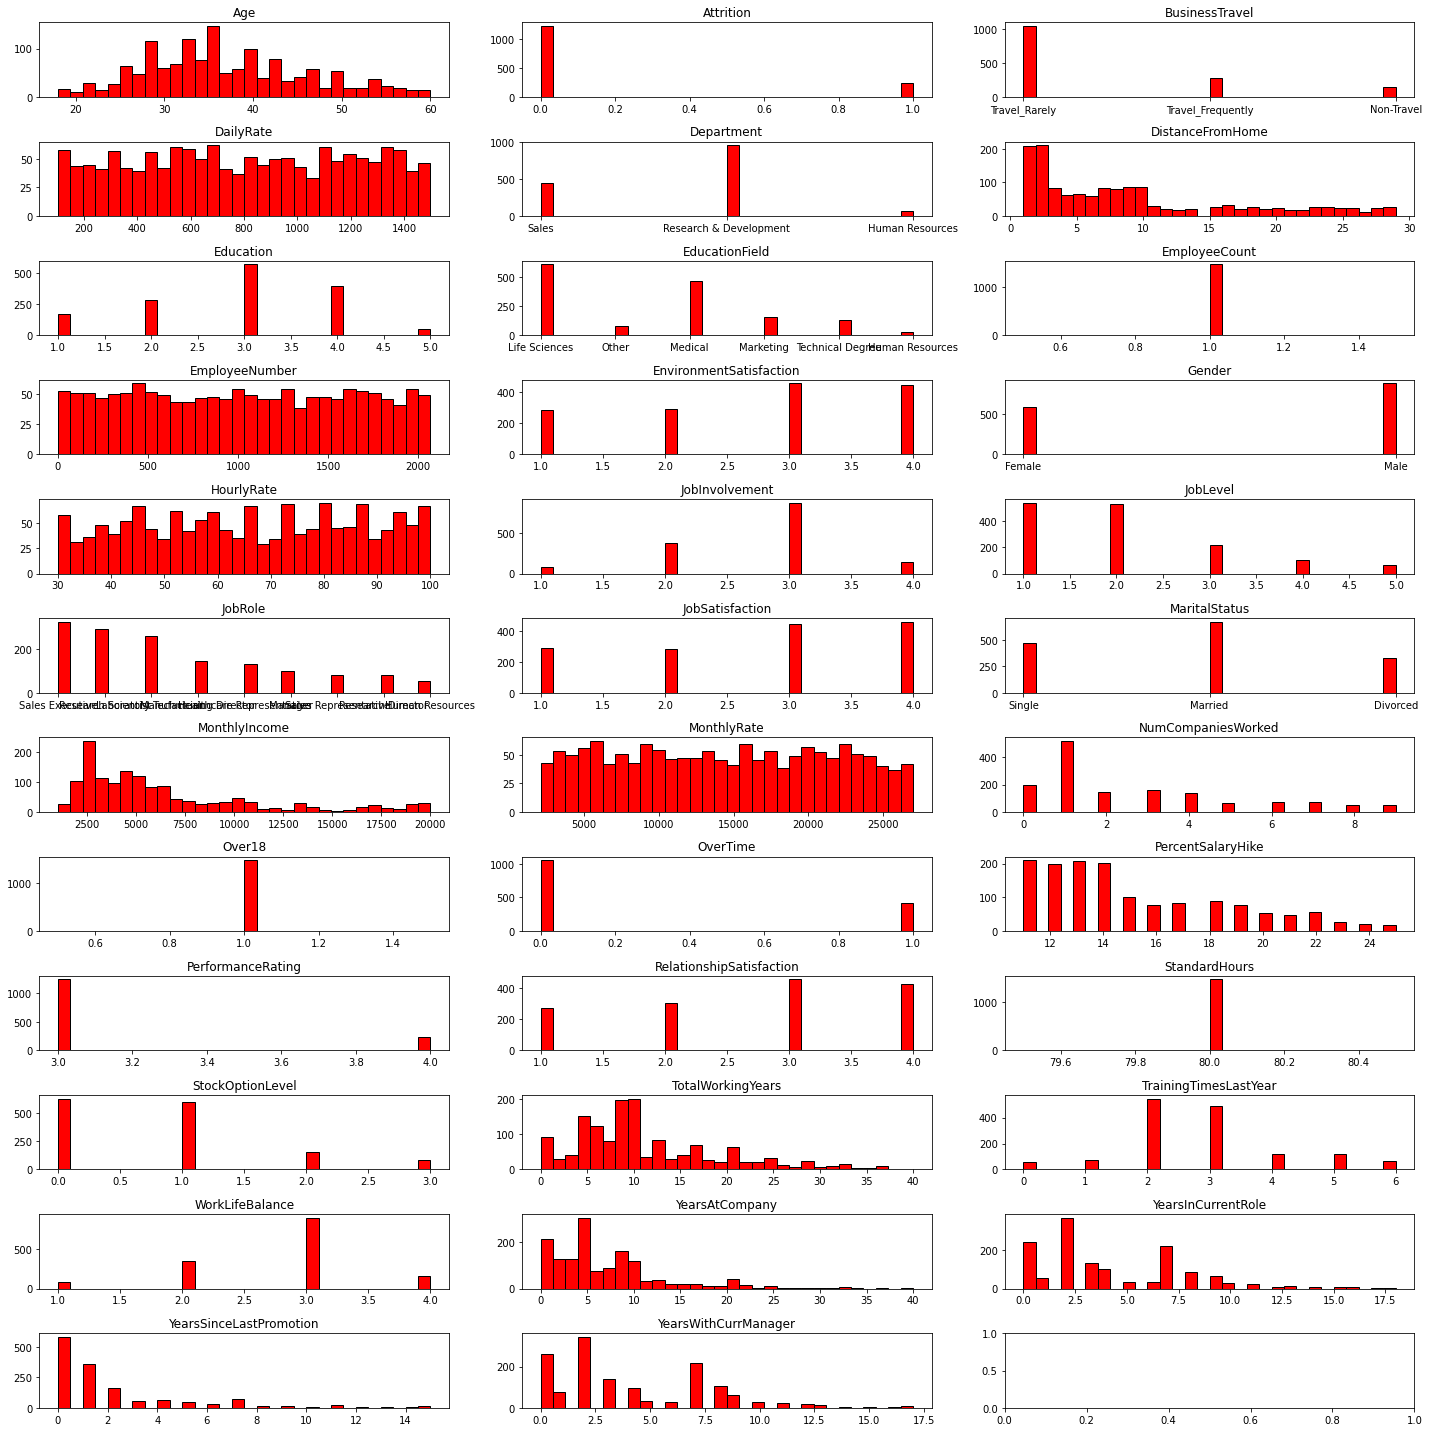 Age
100
0
20 30 40 50 60
Attrition
1000
500
0
0.0 0.2 0.4 0.6 0.8 1.0
BusinessTravel
1000
500
0
Travel_Rarely Travel_Frequently Non-Travel
DailyRate
50
25
0
200 400 600 800 1000 1200 1400
Department
1000
500
0
Sales Research & Development Human Resources
DistanceFromHome
200
100
0
0 5 10 15 20 25 30
Education
500
250
0
1.0 1.5 2.0 2.5 3.0 3.5 4.0 4.5 5.0
EducationField
500
250
0
Life Sciences Other Medical Marketing Technical Degree Human Resources
EmployeeCount
1000
0
0.6 0.8 1.0 1.2 1.4
EmployeeNumber
50
25
0
0 500 1000 1500 2000
EnvironmentSatisfaction
400
200
0
1.0 1.5 2.0 2.5 3.0 3.5 4.0
Gender
500
0
Female Male
HourlyRate
50
25
0
30 40 50 60 70 80 90 100
JobInvolvement
500
0
1.0 1.5 2.0 2.5 3.0 3.5 4.0
JobLevel
400
200
0
1.0 1.5 2.0 2.5 3.0 3.5 4.0 4.5 5.0
JobRole
200
0
Sales Executive Human Resources
JobSatisfaction
400
200
0
1.0 1.5 2.0 2.5 3.0 3.5 4.0
MaritalStatus
500
250
0
Single Married Divorced
MonthlyIncome
200
100
0
2500 5000 7500 10000 12500 15000 17500 20000
MonthlyRate
50
25
0
5000 10000 15000 20000 25000
NumCompaniesWorked
400
200
0
0 2 4 6 8
Over18
1000
0
0.6 0.8 1.0 1.2 1.4
OverTime
1000
500
0
0.0 0.2 0.4 0.6 0.8 1.0
PercentSalaryHike
200
100
0
12 14 16 18 20 22 24
PerformanceRating
1000
500
0
3.0 3.2 3.4 3.6 3.8 4.0
RelationshipSatisfaction
400
200
0
1.0 1.5 2.0 2.5 3.0 3.5 4.0
StandardHours
1000
0
79.6 79.8 80.0 80.2 80.4
StockOptionLevel
500
250
0
0.0 0.5 1.0 1.5 2.0 2.5 3.0
TotalWorkingYears
200
100
0
0 5 10 15 20 25 30 35 40
TrainingTimesLastYear
400
200
0
0 1 2 3 4 5 6
WorkLifeBalance
500
0
1.0 1.5 2.0 2.5 3.0 3.5 4.0
YearsAtCompany
200
0
0 5 10 15 20 25 30 35 40
YearsInCurrentRole
200
0
0.0 2.5 5.0 7.5 10.0 12.5 15.0 17.5
YearsSinceLastPromotion
500
250
0
0 2 4 6 8 10 12 14
YearsWithCurrManager
200
0
0.0 2.5 5.0 7.5 10.0 12.5 15.0 17.5
1.0
0.5
0.0
0.0 0.2 0.4 0.6 0.8 1.0